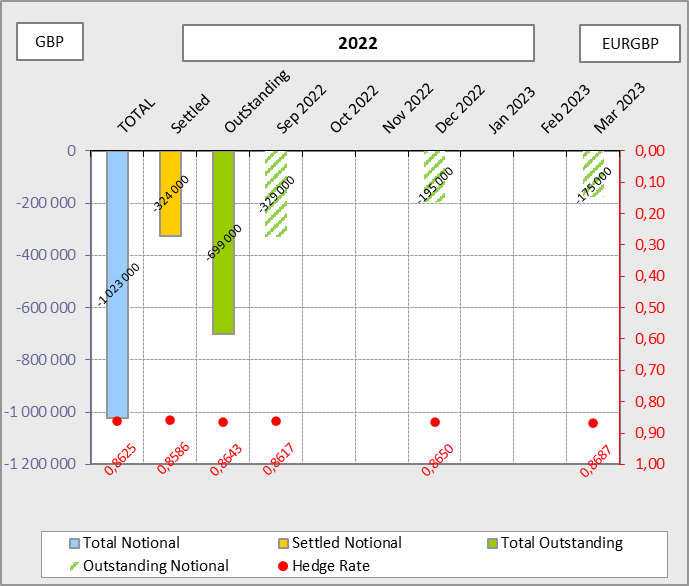 GBP
2022
EURGBP
TOTAL
Settled
OutStanding
Sep 2022
Oct 2022
Nov 2022
Dec 2022
Jan 2023
Feb 2023
Mar 2023
0
-200 000
-400 000
-600 000
-800 000
-1 000 000
-1 200 000
-1 023 000
-324 000
-699 000
-329 000
-195 000
-175 000
0,8625
0,8586
0,8643
0,8617
0,8650
0,8687
0,00
0,10
0,20
0,30
0,40
0,50
0,60
0,70
0,80
0,90
1,00
Total Notional
Settled Notional
Total Outstanding
Outstanding Notional
Hedge Rate